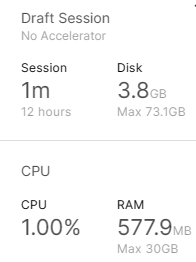 Draft Session
No Accelerator
Session Disk
1m 3.8GB
12 hours Max 73.1GB
CPU
CPU RAM
1.00% 577.9MB
Max 30GB